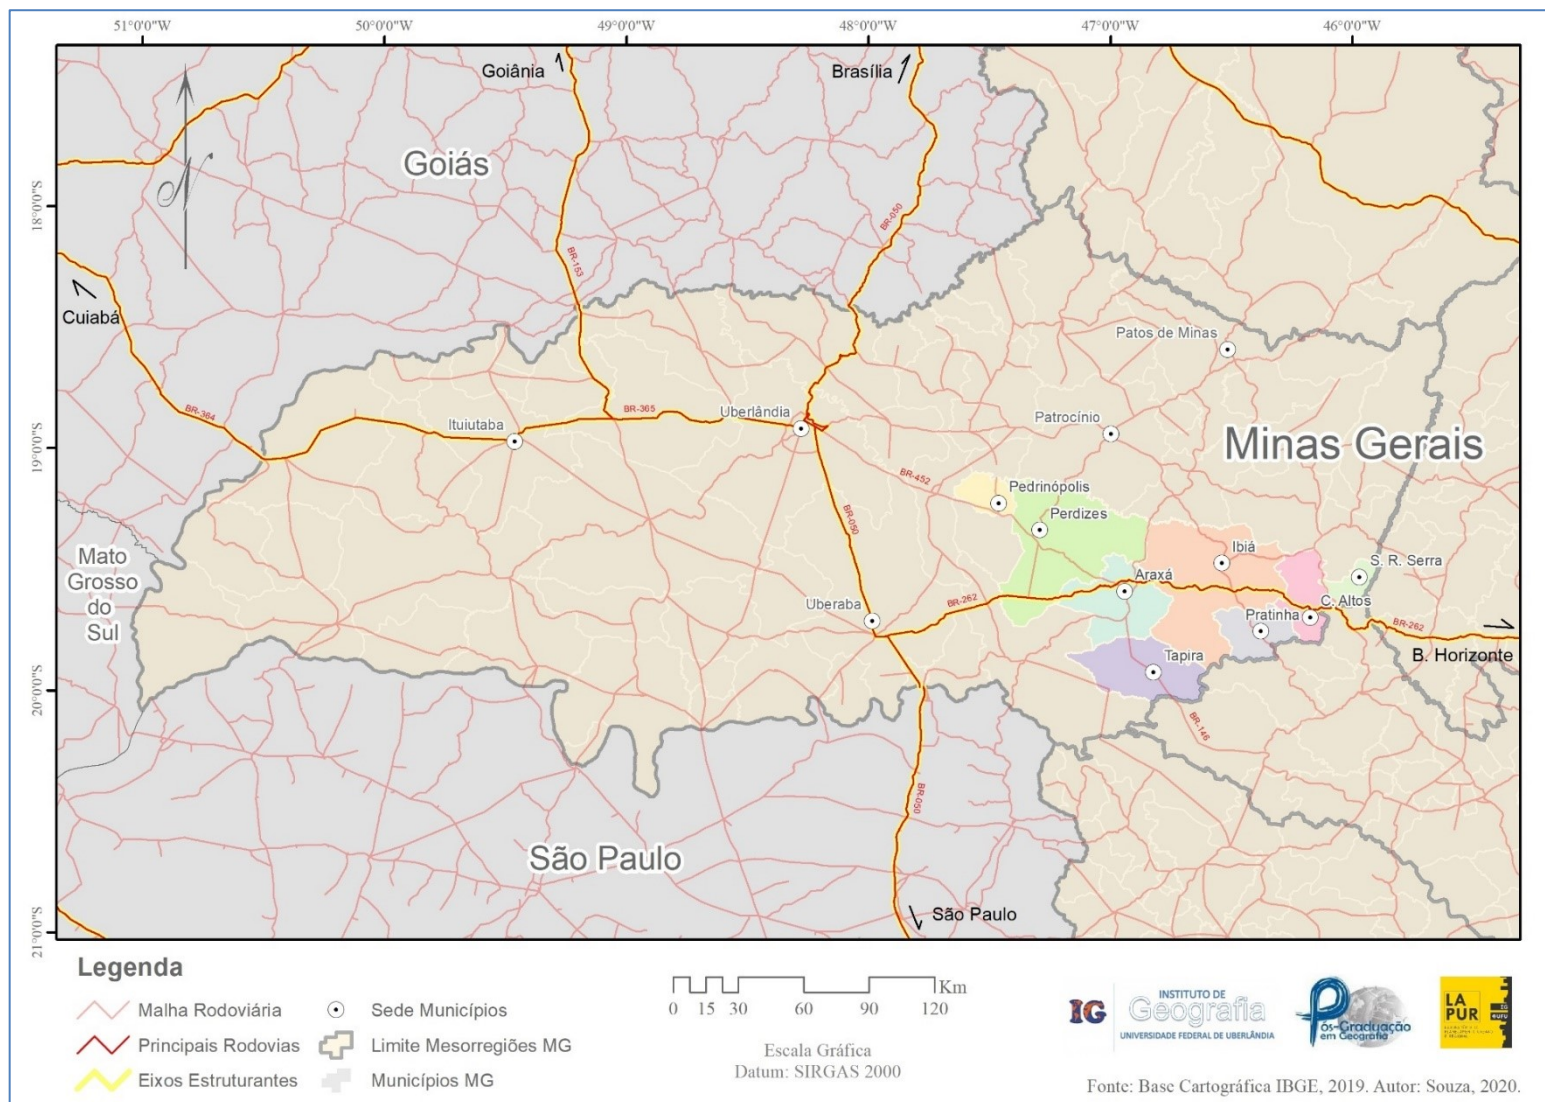 51°0'0"W
50°0'0"W
49°0'0"W
48°0'0"W
47°0'0"W
46°0'0"W
18°0'0"S
19°0'0"S
20°0'0"S
21°0'0"S
N
Goiânia
Brasília
Goiás
BR-050
BR-153
Cuiabá
Patos de Minas
BR-364
BR-365
Uberlândia
Ituiutaba
Patrocínio
Minas Gerais
BR-452
Pedrinópolis
Perdizes
BR-050
Mato
Grosso
do
Sul
Ibiá
S. R. Serra
Araxá
BR-262
Uberaba
C. Altos
Pratinha
BR-262
B. Horizonte
Tapira
BR-146
BR-050
São Paulo
São Paulo
Legenda
Malha Rodoviária
Principais Rodovias
Eixos Estruturantes
Sede Municípios
Limite Mesorregiões MG
Municípios MG
Km
0 15 30 60 90 120
Escala Gráfica
Datum: SIRGAS 2000
IG
INSTITUTO DE
Geografia
UNIVERSIDADE FEDERAL DE UBERLÂNDIA
Pós-Graduação
em Geografia
LA
PUR
IG
UFU
Fonte: Base Cartográfica IBGE, 2019. Autor: Souza, 2020.